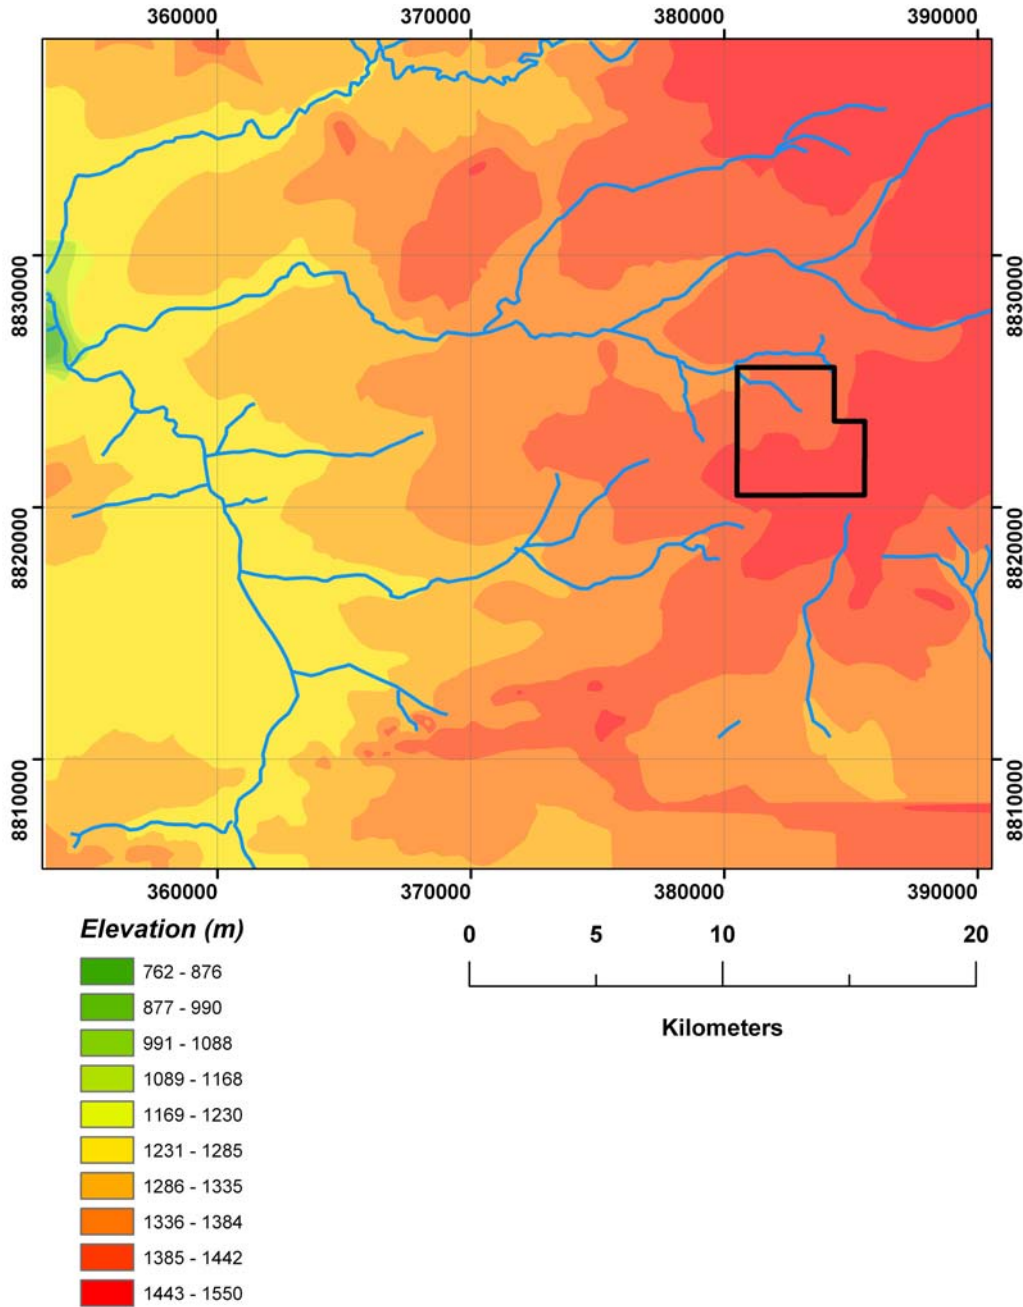 360000 370000 380000 390000
8830000 8830000
8820000 8820000
8810000 8810000
360000 370000 380000 390000
Elevation (m)
762 - 876
877 - 990
991 - 1088
1089 - 1168
1169 - 1230
1231 - 1285
1286 - 1335
1336 - 1384
1385 - 1442
1443 - 1550
0 5 10 20
Kilometers